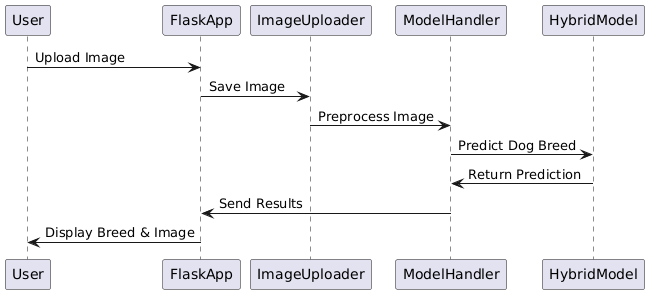 User FlaskApp ImageUploader ModelHandler HybridModel
Upload Image
Save Image
Preprocess Image
Predict Dog Breed
Return Prediction
Send Results
Display Breed & Image
User FlaskApp ImageUploader ModelHandler HybridModel